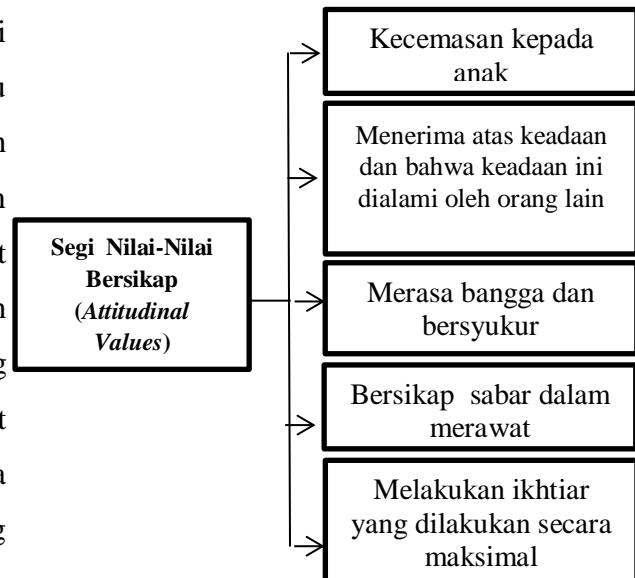 i
u
n
n
t
n
g
t
a
g
Segi Nilai-Nilai
Bersikap
(Attitudinal
Values)
Kecemasan kepada
anak
Menerima atas keadaan
dan bahwa keadaan ini
dialami oleh orang lain
Merasa bangga dan
bersyukur
Bersikap sabar dalam
merawat
Melakukan ikhtiar
yang dilakukan secara
maksimal